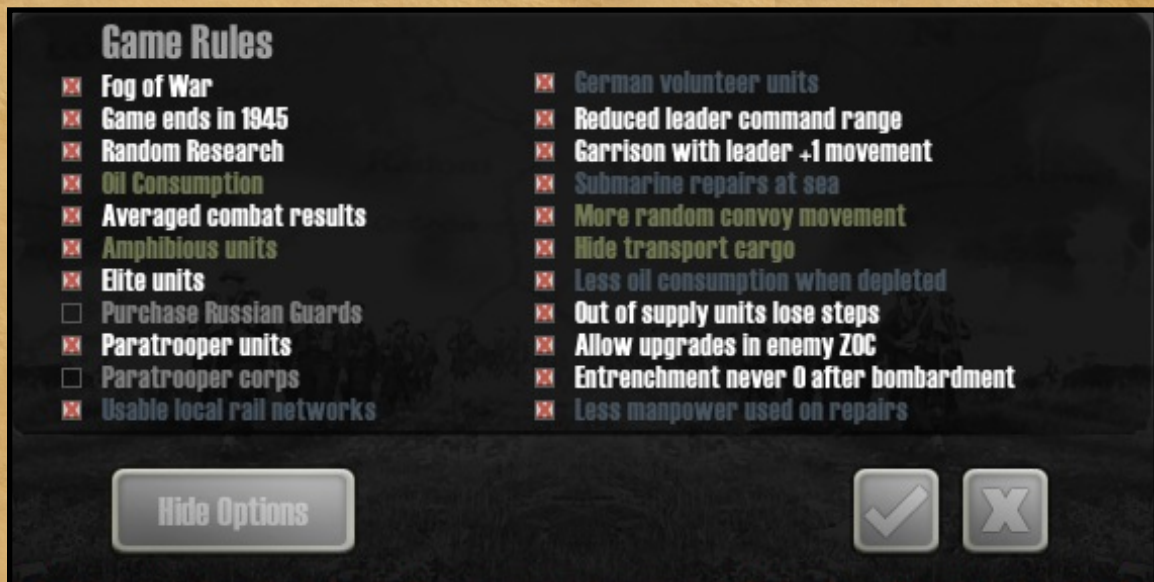 Game Rules
Fog of War
Game ends in 1945
Random Research
Oil Consumption
Averaged combat results
Amphibious units
Elite units
Purchase Russian Guards
Paratrooper units
Paratrooper corps
Usable local rail networks
German volunteer units
Reduced leader command range
Garrison with leader +1 movement
Submarine repairs at sea
More random convoy movement
Hide transport cargo
Less oil consumption when depleted
Out of supply units lose steps
Allow upgrades in enemy ZOC
Entrenchment never 0 after bombardment
Less manpower used on repairs
Hide Options